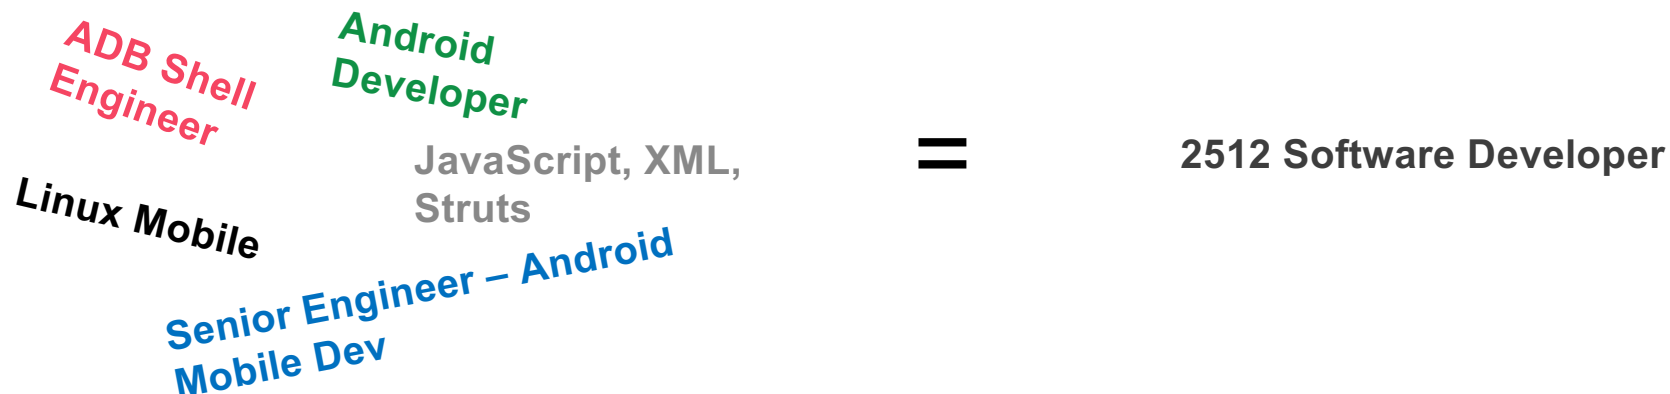 ADB Shell
Engineer
Android
Developer
JavaScript, XML,
Struts
Linux Mobile
Senior Engineer – Android
Mobile Dev
=
2512 Software Developer